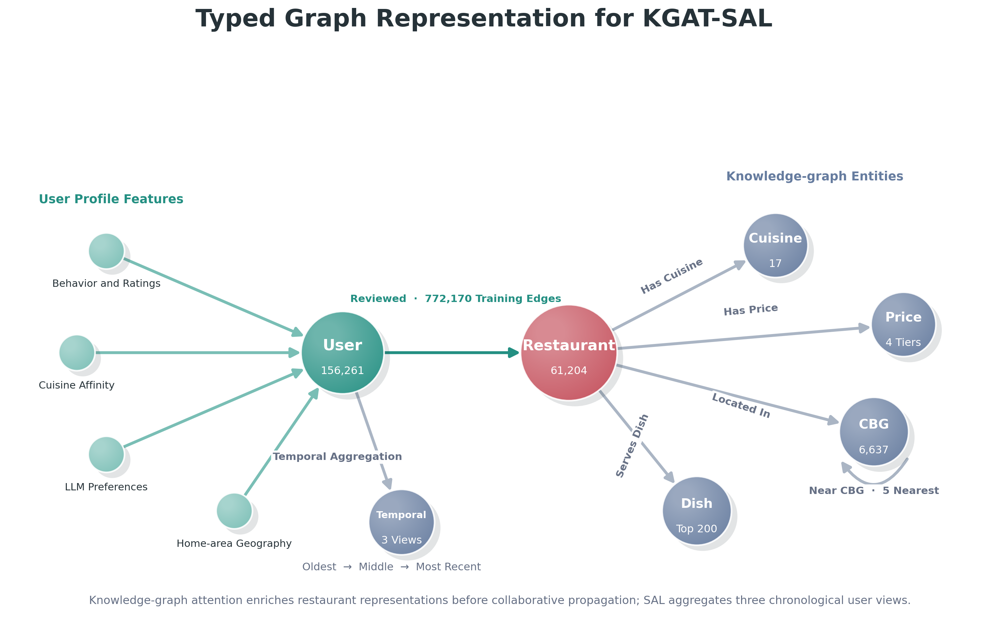 Typed Graph Representation for KGAT-SAL
Knowledge-graph Entities
User Profile Features
Cuisine
17
Has Cuisine
Behavior and Ratings
Reviewed · 772,170 Training Edges
Has Price
Price
4 Tiers
User
156,261
Restaurant
61,204
Cuisine Affinity
Located In
CBG
6,637
Serves Dish
Temporal Aggregation
LLM Preferences
Near CBG · 5 Nearest
Dish
Top 200
Temporal
3 Views
Home-area Geography
Oldest → Middle → Most Recent
Knowledge-graph attention enriches restaurant representations before collaborative propagation; SAL aggregates three chronological user views.